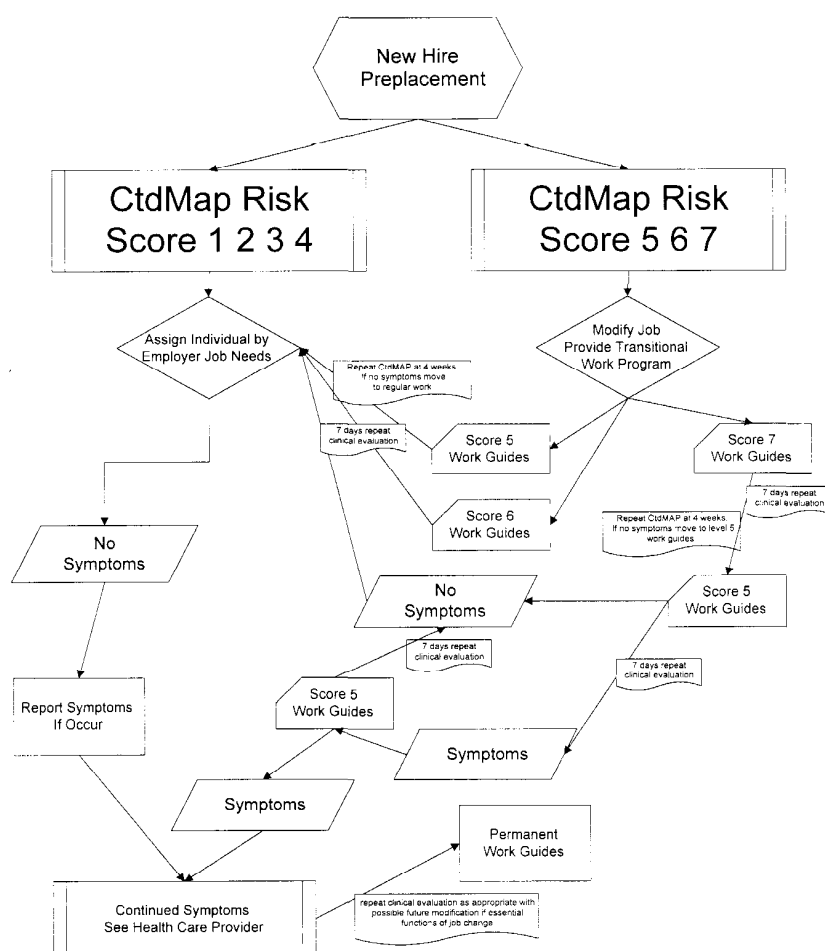 New Hire
Preplacement
CtdMap Risk
Score 1 2 3 4
CtdMap Risk
Score 5 6 7
Assign Individual by
Employer Job Needs
Modify Job
Provide Transitional
Work Program
Repeat CtdMAP at 4 weeks.
If no symptoms move
to regular work
7 days repeat
clinical evaluation
Score 5
Work Guides
Score 7
Work Guides
7 days repeat
clinical evaluation
Score 6
Work Guides
Repeat CtdMAP at 4 weeks.
If no symptoms move to level 5
work guides
No
Symptoms
No
Symptoms
Score 5
Work Guides
7 days repeat
clinical evaluation
7 days repeat
clinical evaluation
Score 5
Work Guides
Report Symptoms
If Occur
Symptoms
Symptoms
Permanent
Work Guides
Continued Symptoms
See Health Care Provider
repeat clinical evaluation as appropriate with
possible future modification if essential
functions of job change